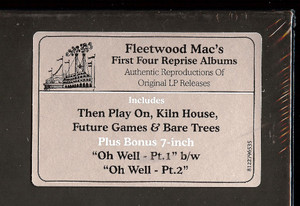 Fleetwood Mac's
First Four Reprise Albums
Authentic Reproductions Of
Original LP Releases
Includes
Then Play On, Kiln House,
Future Games & Bare Trees
Plus Bonus 7-inch
"Oh Well - Pt.1" b/w
"Oh Well - Pt.2"
8122796535